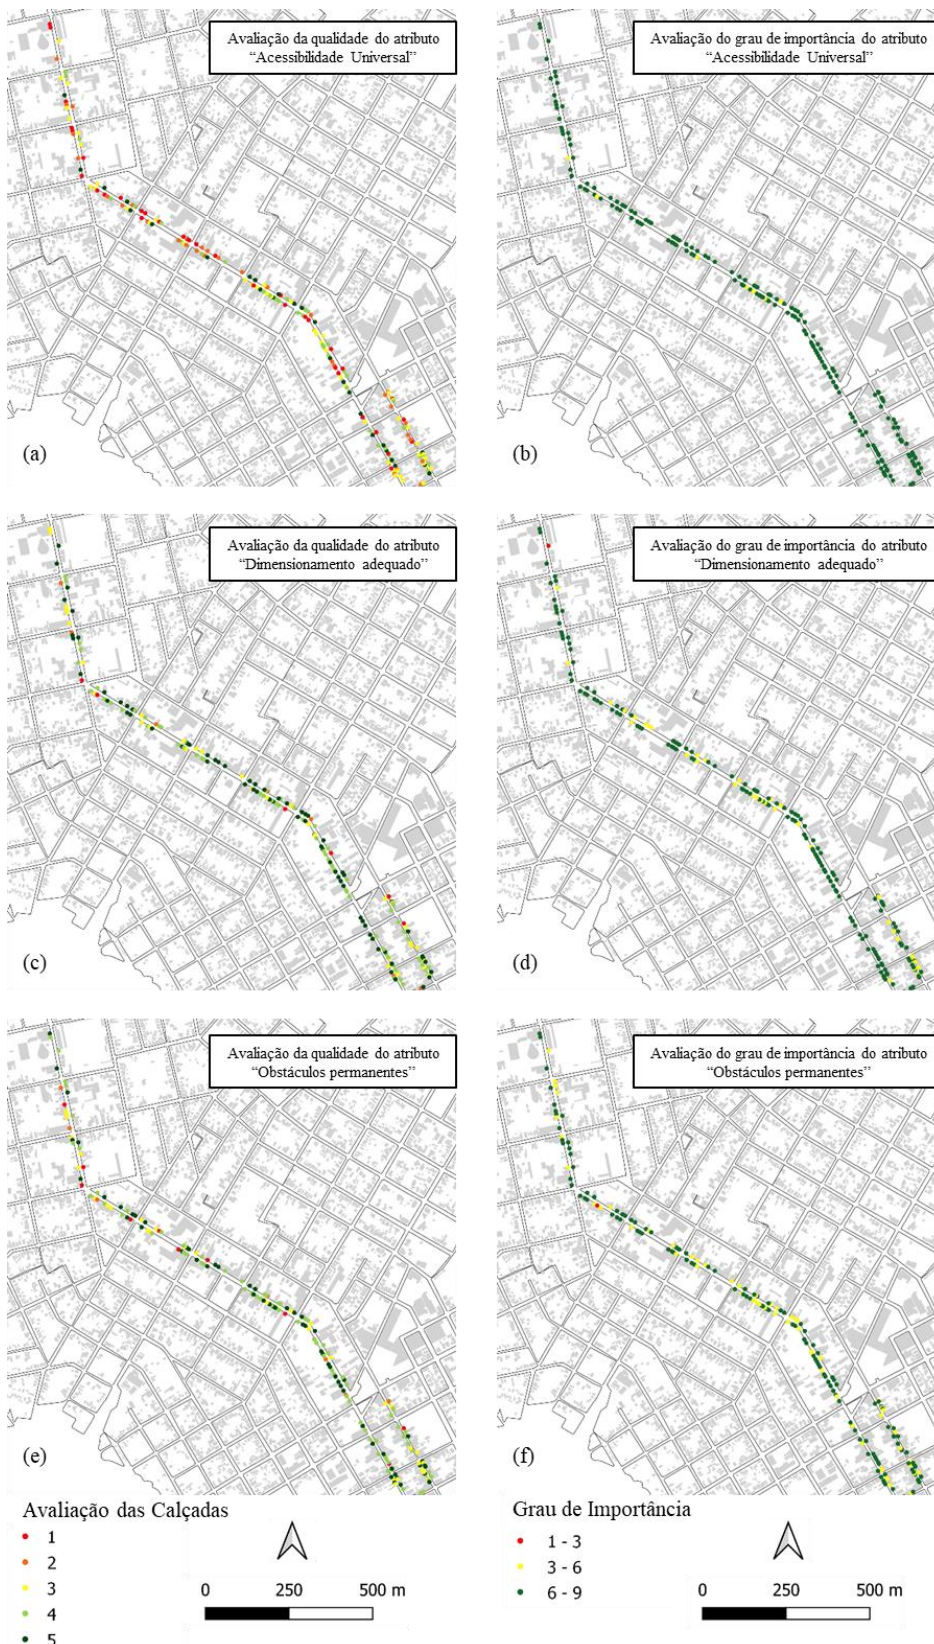 Avaliação da qualidade do atributo
“Acessibilidade Universal”
Avaliação do grau de importância do atributo
“Acessibilidade Universal”
(a)
(b)
Avaliação da qualidade do atributo
“Dimensionamento adequado”
Avaliação do grau de importância do atributo
“Dimensionamento adequado”
(c)
(d)
Avaliação da qualidade do atributo
“Obstáculos permanentes”
Avaliação do grau de importância do atributo
“Obstáculos permanentes”
(e)
(f)
Avaliação das Calçadas
1
2
3
4
5
0 250 500 m
Grau de Importância
1 - 3
3 - 6
6 - 9
0 250 500 m